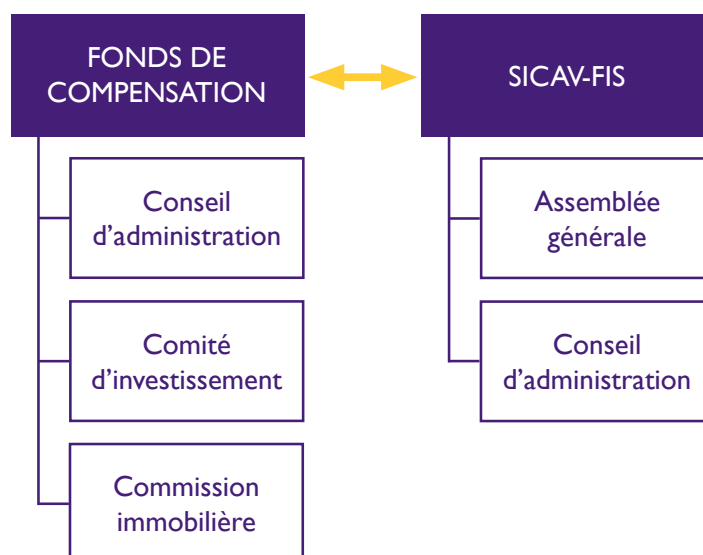 FONDS DE
COMPENSATION
Conseil
d'administration
Comité
d'investissement
Commission
immobilière
SICAV-FIS
Assemblée
générale
Conseil
d'administration